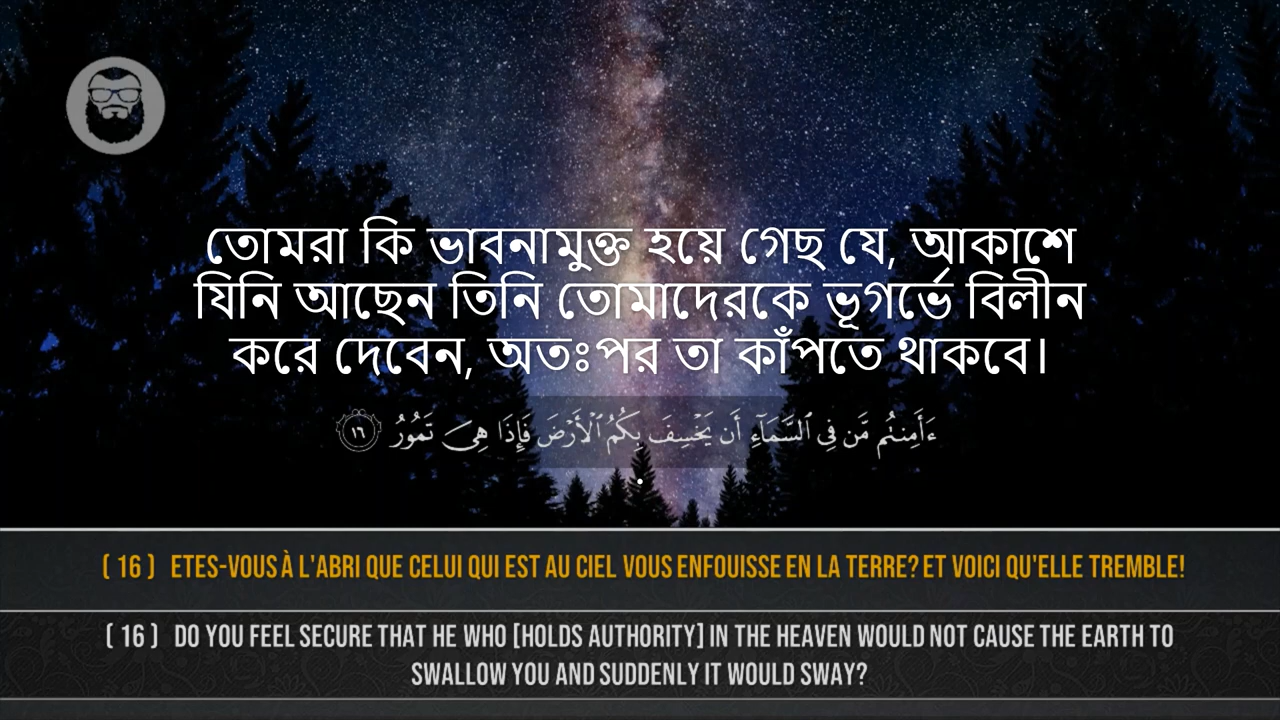 তোমরা কি ভাবনামুক্ত হয়ে গেছ যে, আকাশে
যিনি আছেন তিনি তোমাদেরকে ভূগর্ভে বিলীন
করে দেবেন, অতঃপর তা কাঁপতে থাকবে।
ءَأَمِنتُم مَّن فِي ٱلسَّمَآءِ أَن يَخْسِفَ بِكُمُ ٱلْأَرْضَ فَإِذَا هِىَ تَمُورُ ١٦
.
( 16 ) ETES-VOUS À L'ABRI QUE CELUI QUI EST AU CIEL VOUS ENFOUISSE EN LA TERRE? ET VOICI QU'ELLE TREMBLE!
( 16 ) DO YOU FEEL SECURE THAT HE WHO [HOLDS AUTHORITY] IN THE HEAVEN WOULD NOT CAUSE THE EARTH TO
SWALLOW YOU AND SUDDENLY IT WOULD SWAY?